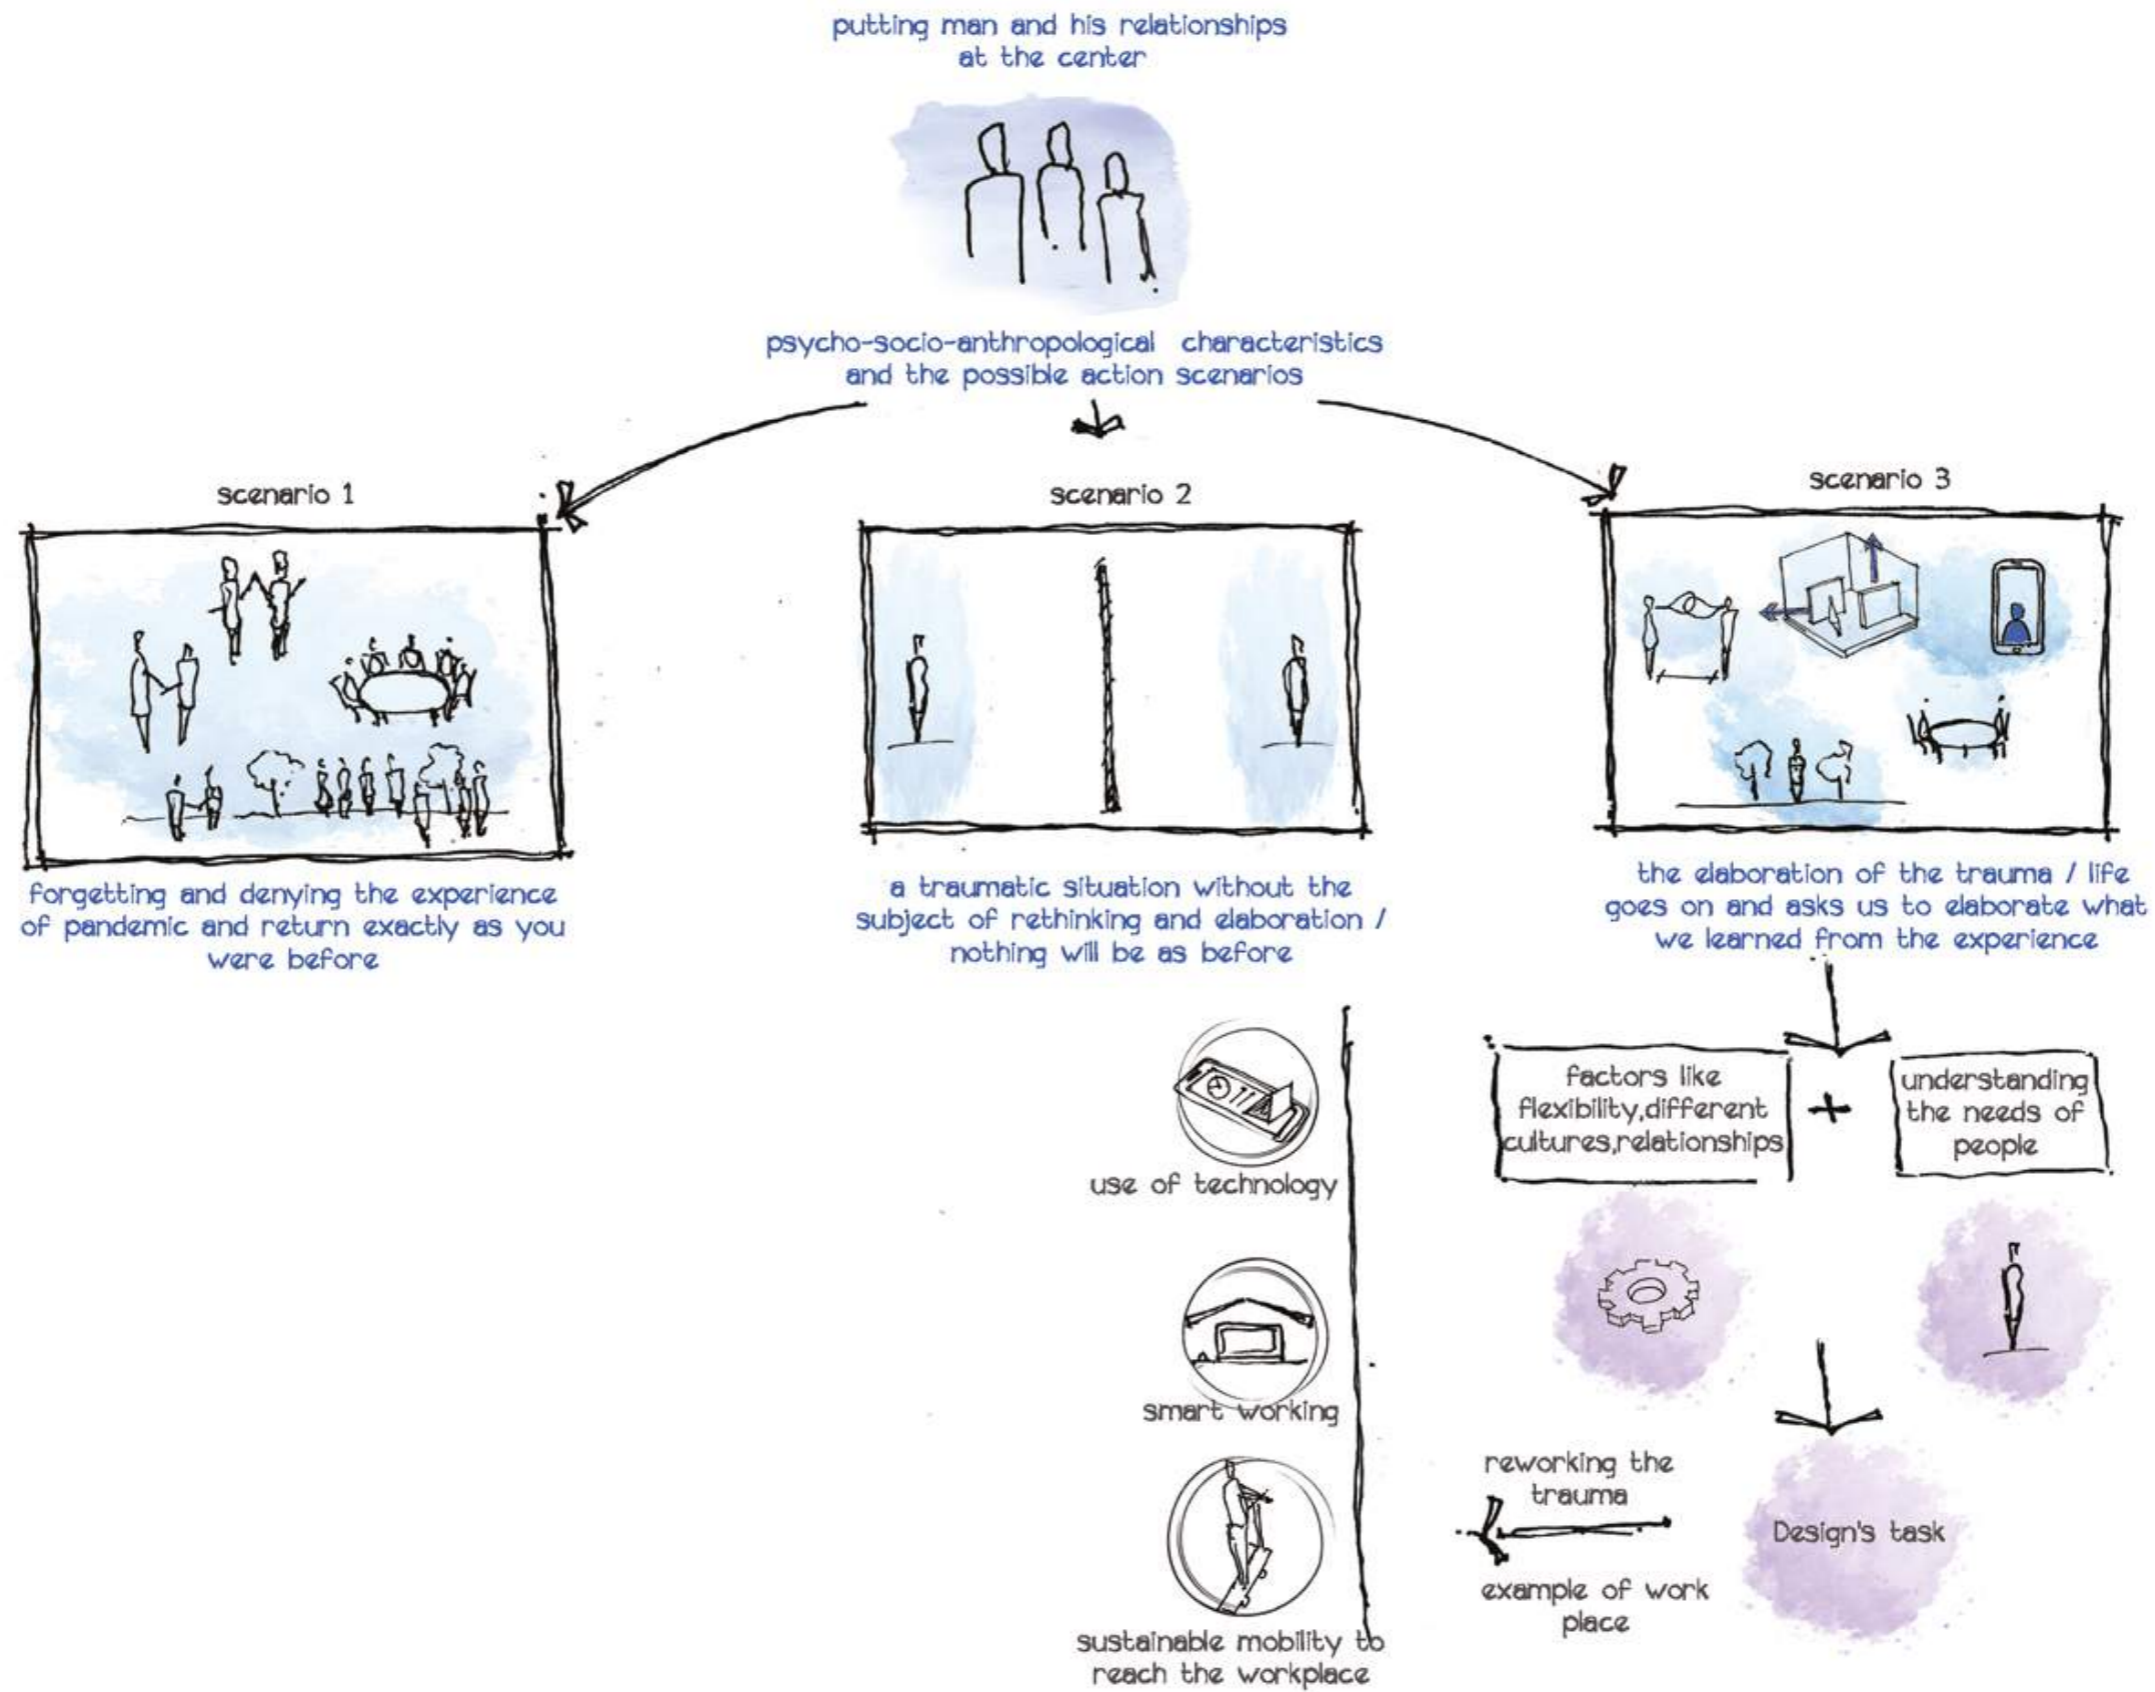 putting man and his relationships
at the center
psycho-socio-anthropological characteristics
and the possible action scenarios
scenario 1
scenario 2
scenario 3
forgetting and denying the experience
of pandemic and return exactly as you
were before
a traumatic situation without the
subject of rethinking and elaboration /
nothing will be as before
the elaboration of the trauma / life
goes on and asks us to elaborate what
we learned from the experience
factors like
flexibility,different
cultures,relationships
+
understanding
the needs of
people
use of technology
smart working
sustainable mobility to
reach the workplace
reworking the
trauma
example of work
place
Design's task